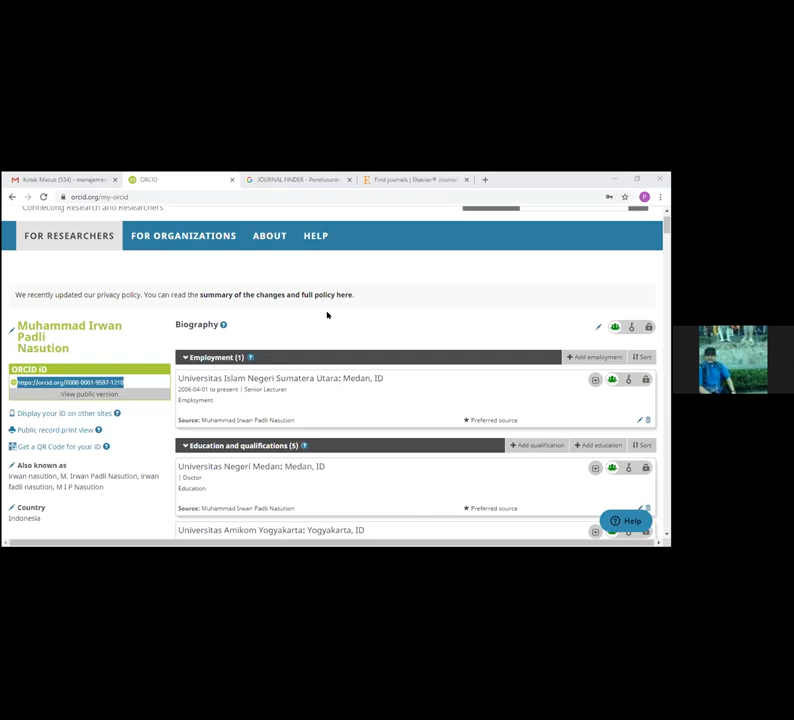 Kotak Masuk (534) - manajeme
ORCID
JOURNAL FINDER - Penelusuran
Find journals | Elsevier® Journal
orcid.org/my-orcid
P
Connecting Research and Researchers
FOR RESEARCHERS
FOR ORGANIZATIONS
ABOUT
HELP
We recently updated our privacy policy. You can read the summary of the changes and full policy here.
Muhammad Irwan
Padli
Nasution
ORCID iD
https://orcid.org/0000-0001-9597-1210
View public version
Display your iD on other sites
Public record print view
Get a QR Code for your iD
Also known as
irwan nasution, M. Irwan Padli Nasution, irwan
fadli nasution, M I P Nasution
Country
Indonesia
Biography
Employment (1)
Add employment
Sort
Universitas Islam Negeri Sumatera Utara: Medan, ID
2006-04-01 to present | Senior Lecturer
Employment
Source: Muhammad Irwan Padli Nasution
Preferred source
Education and qualifications (5)
Add qualification
Add education
Sort
Universitas Negeri Medan: Medan, ID
| Doctor
Education
Source: Muhammad Irwan Padli Nasution
Preferred source
Universitas Amikom Yogyakarta: Yogyakarta, ID
Help